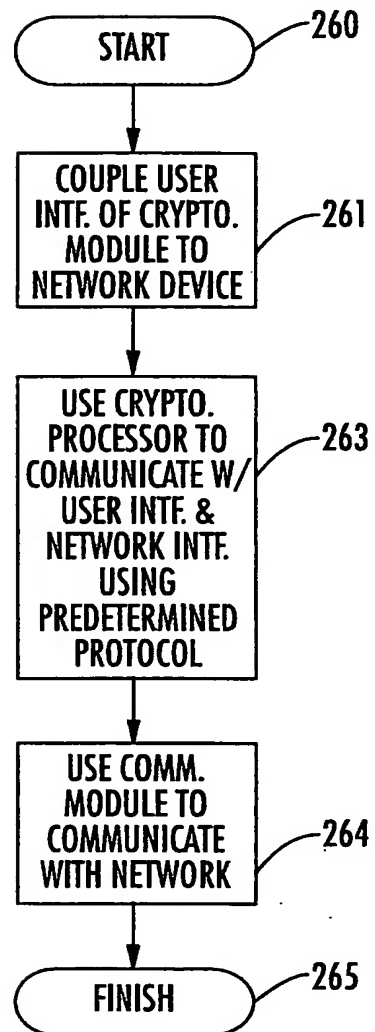 START
260
COUPLE USER
INTF. OF CRYPTO.
MODULE TO
NETWORK DEVICE
261
USE CRYPTO.
PROCESSOR TO
COMMUNICATE W/
USER INTF. &
NETWORK INTF.
USING
PREDETERMINED
PROTOCOL
263
USE COMM.
MODULE TO
COMMUNICATE
WITH NETWORK
264
FINISH
265